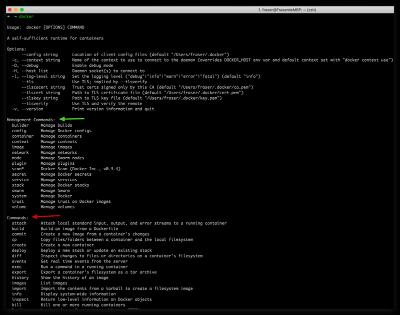 1. fraser@FrasersMBP: ~ (zsh)
→ ~ docker
Usage: docker [OPTIONS] COMMAND
A self-sufficient runtime for containers
Options:
--config string Location of client config files (default "/Users/fraser/.docker")
-c, --context string Name of the context to use to connect to the daemon (overrides DOCKER_HOST env var and default context set with "docker context use")
-D, --debug Enable debug mode
-H, --host list Daemon socket(s) to connect to
-l, --log-level string Set the logging level ("debug"|"info"|"warn"|"error"|"fatal") (default "info")
--tls Use TLS; implied by --tlsverify
--tlscacert string Trust certs signed only by this CA (default "/Users/fraser/.docker/ca.pem")
--tlscert string Path to TLS certificate file (default "/Users/fraser/.docker/cert.pem")
--tlskey string Path to TLS key file (default "/Users/fraser/.docker/key.pem")
--tlsverify Use TLS and verify the remote
-v, --version Print version information and quit
Management Commands:
builder Manage builds
config Manage Docker configs
container Manage containers
context Manage contexts
image Manage images
manifest Manage
network Manage networks
node Manage Swarm nodes
plugin Manage plugins
scan* Docker Scan (Docker Inc.,
secret Manage Docker secrets
service Manage services
stack Manage Docker stacks
swarm Manage Swarm
system Manage Docker
trust Manage trust on Docker images
volume Manage volumes
Commands:
attach Attach local standard input, output, and error streams to a running container
build Build an image from a Dockerfile
commit Create a new image from a container's changes
cp Copy files/folders between a container and the local filesystem
create Create a new container
deploy Deploy a new stack or update an existing stack
diff Inspect changes to files or directories on a container's filesystem
events Get real time events from the server
exec Run a command in a running container
export Export a container's filesystem as a tar archive
history Show the history of an image
images List images
import Import the contents from a tarball to create a filesystem image
info Display system-wide information
inspect Return low-level information on Docker objects
kill Kill one or more running containers